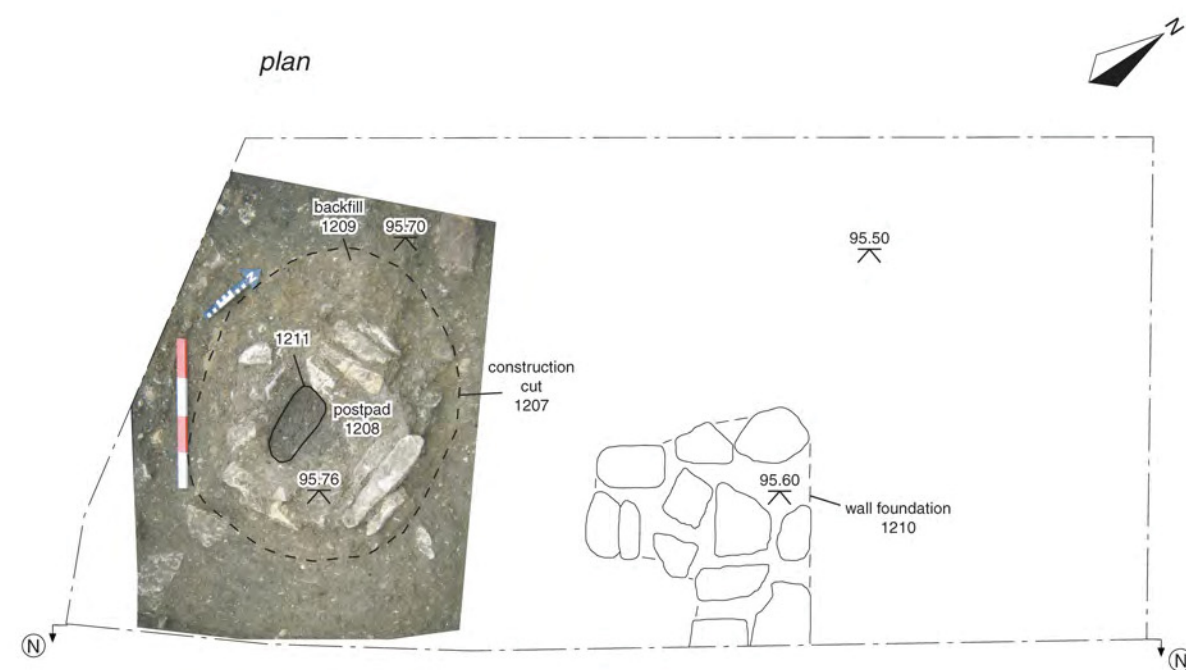 N
plan
backfill
1209
95.70
95.50
N
1211
construction
cut
1207
postpad
1208
95.76
95.60
wall foundation
1210
N
N